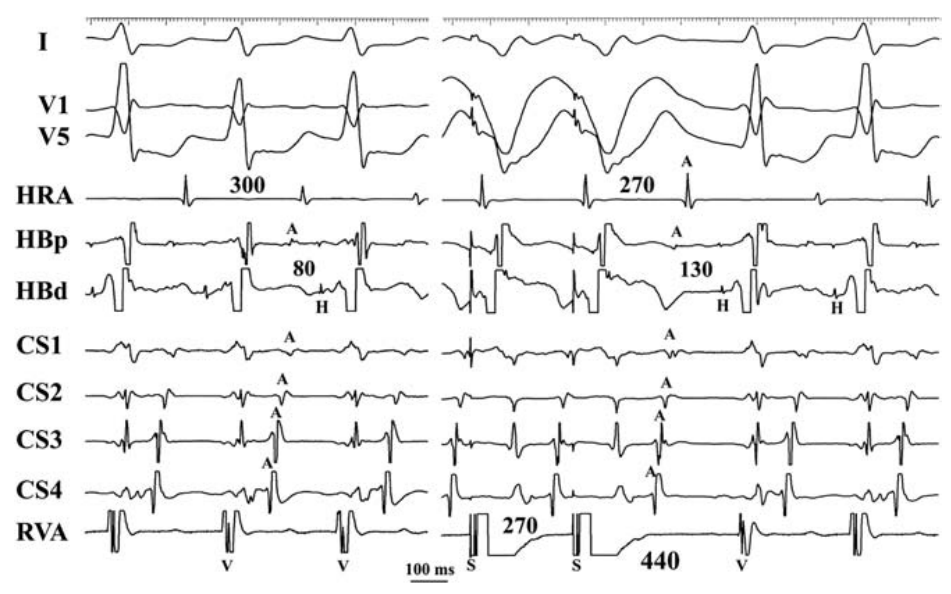 I
V1
V5
A
HRA 300 270
HBp A A
80 130
HBd H H H
CS1 A A
CS2 A A
CS3 A A
CS4 A A
RVA 270
V V 100 ms S S 440 V